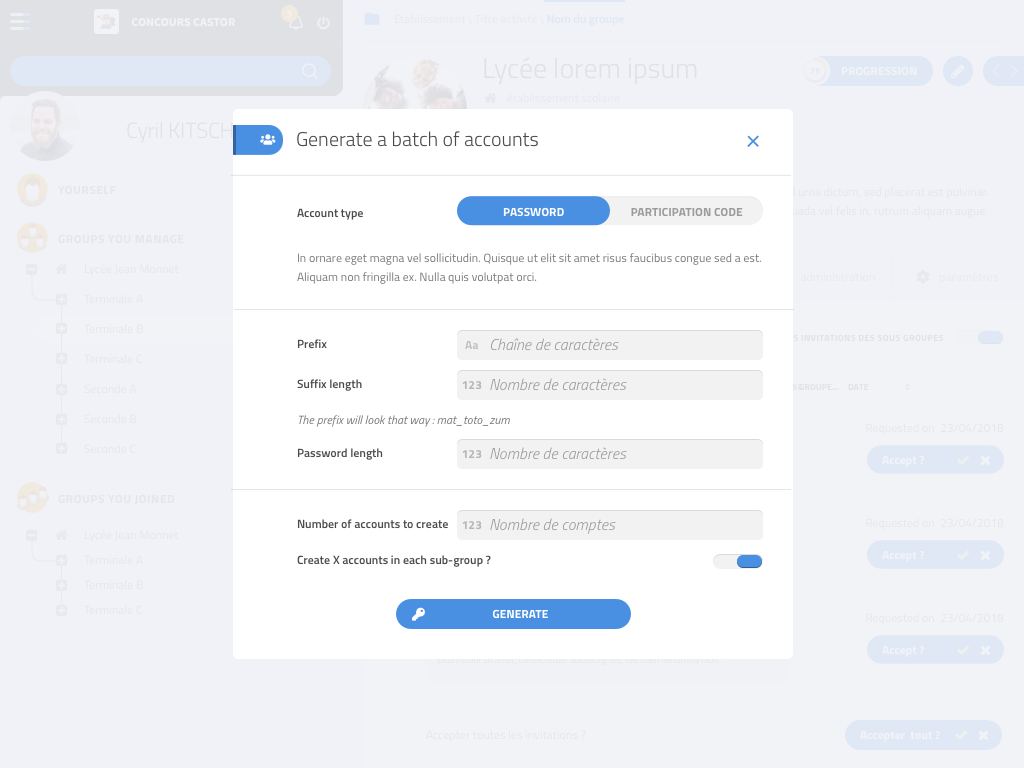 CONCOURS CASTOR
Etablissement \ Titre activité \ Nom du groupe
Lycée lorem ipsum
PROGRESSION
établissement scolaire
Cyril KITSCH
YOURSELF
GROUPS YOU MANAGE
Lycée Jean Monnet
Terminale A
Terminale B
Terminale C
Seconde A
Seconde B
Seconde C
GROUPS YOU JOINED
Lycée Jean Monnet
Terminale A
Terminale B
Terminale C
Generate a batch of accounts
Account type
PASSWORD
PARTICIPATION CODE
In ornare eget magna vel sollicitudin. Quisque ut elit sit amet risus faucibus congue sed a est.
Aliquam non fringilla ex. Nulla quis volutpat orci.
Prefix
Aa Chaîne de caractères
Suffix length
123 Nombre de caractères
The prefix will look that way : mat_toto_zum
Password length
123 Nombre de caractères
Number of accounts to create
123 Nombre de comptes
Create X accounts in each sub-group ?
GENERATE
urna dictum, sed placerat est pulvinar.
vel felis in, rutrum aliquam augue.
administration
paramètres
INVITATIONS DES SOUS GROUPES
DATE
Requested on 23/04/2018
Accept ?
Requested on 23/04/2018
Accept ?
Requested on 23/04/2018
Accept ?
Accepter toutes les invitations ?
Accepter tout ?